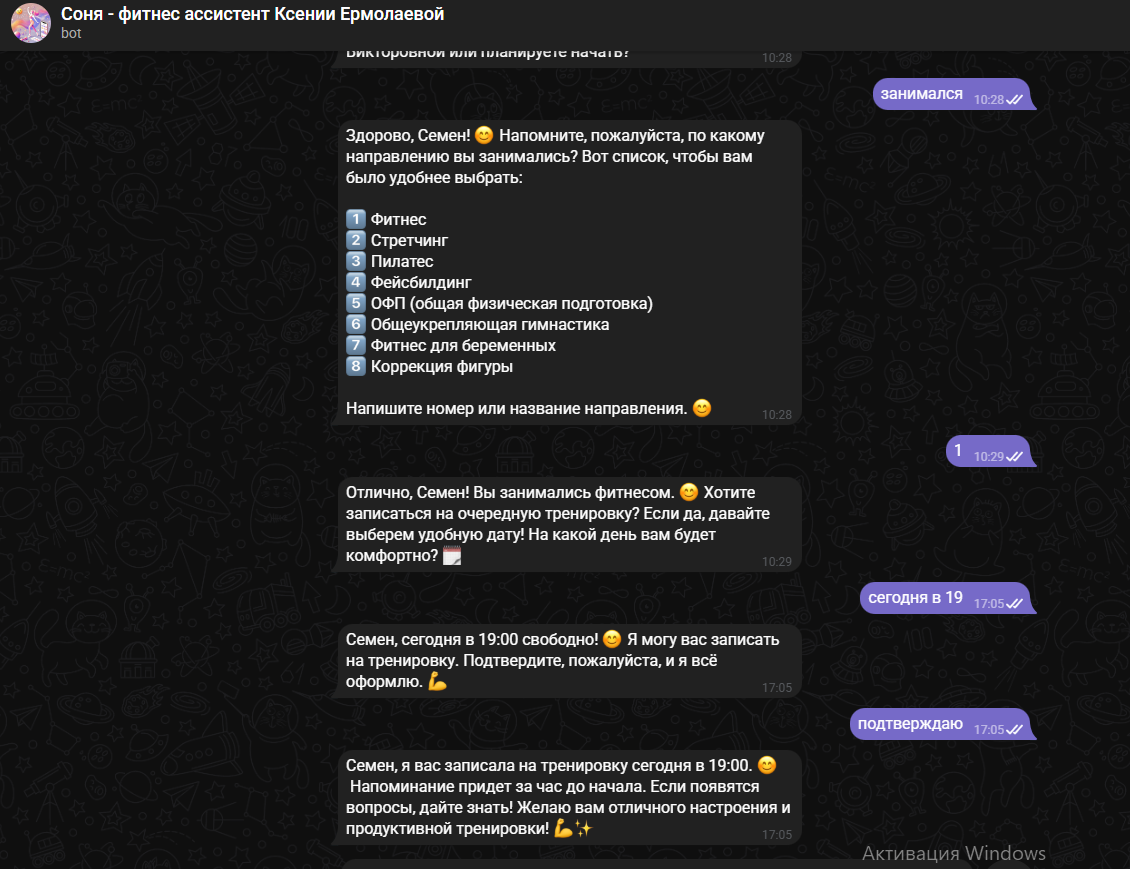 Соня - фитнес ассистент Ксении Ермолаевой
bot
Викторовной или планируете начать?
10:28
занимался
10:28
Здорово, Семен! 😊 Напомните, пожалуйста, по какому
направлению вы занимались? Вот список, чтобы вам
было удобнее выбрать:
1️⃣ Фитнес
2️⃣ Стретчинг
3️⃣ Пилатес
4️⃣ Фейсбилдинг
5️⃣ ОФП (общая физическая подготовка)
6️⃣ Общеукрепляющая гимнастика
7️⃣ Фитнес для беременных
8️⃣ Коррекция фигуры
Напишите номер или название направления. 😊
10:28
1
10:29
Отлично, Семен! Вы занимались фитнесом. 😊 Хотите
записаться на очередную тренировку? Если да, давайте
выберем удобную дату! На какой день вам будет
комфортно? 🗓️
10:29
сегодня в 19
17:05
Семен, сегодня в 19:00 свободно! 😊 Я могу вас записать
на тренировку. Подтвердите, пожалуйста, и я всё
оформлю. 💪
17:05
подтверждаю
17:05
Семен, я вас записала на тренировку сегодня в 19:00. 😊
Напоминание придет за час до начала. Если появятся
вопросы, дайте знать! Желаю вам отличного настроения и
продуктивной тренировки! 💪✨
17:05
Активация Windows